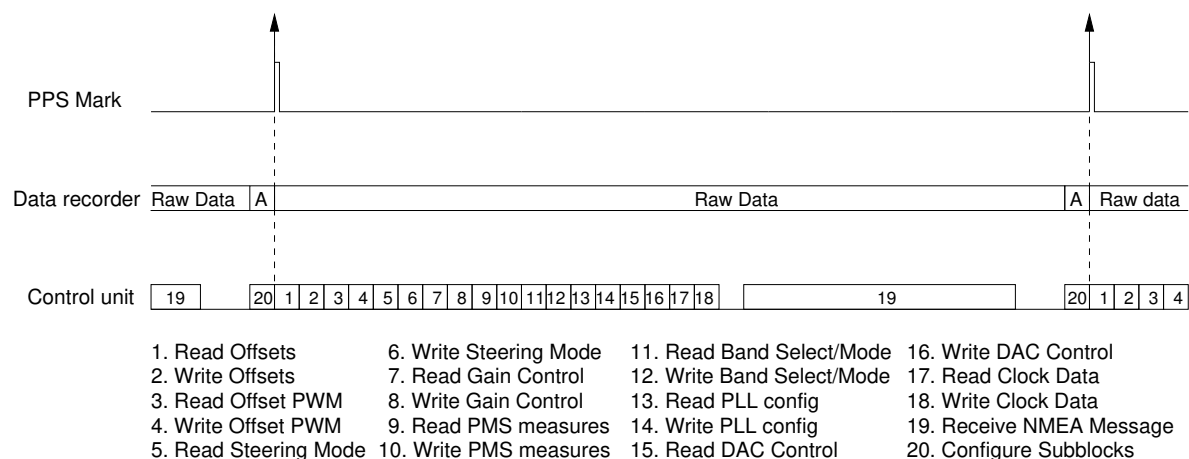 PPS Mark
Data recorder Raw Data A Raw Data A Raw data
Control unit 19 20 1 2 3 4 5 6 7 8 9 10 11 12 13 14 15 16 17 18 19 20 1 2 3 4
1. Read Offsets 6. Write Steering Mode 11. Read Band Select/Mode 16. Write DAC Control
2. Write Offsets 7. Read Gain Control 12. Write Band Select/Mode 17. Read Clock Data
3. Read Offset PWM 8. Write Gain Control 13. Read PLL config 18. Write Clock Data
4. Write Offset PWM 9. Read PMS measures 14. Write PLL config 19. Receive NMEA Message
5. Read Steering Mode 10. Write PMS measures 15. Read DAC Control 20. Configure Subblocks